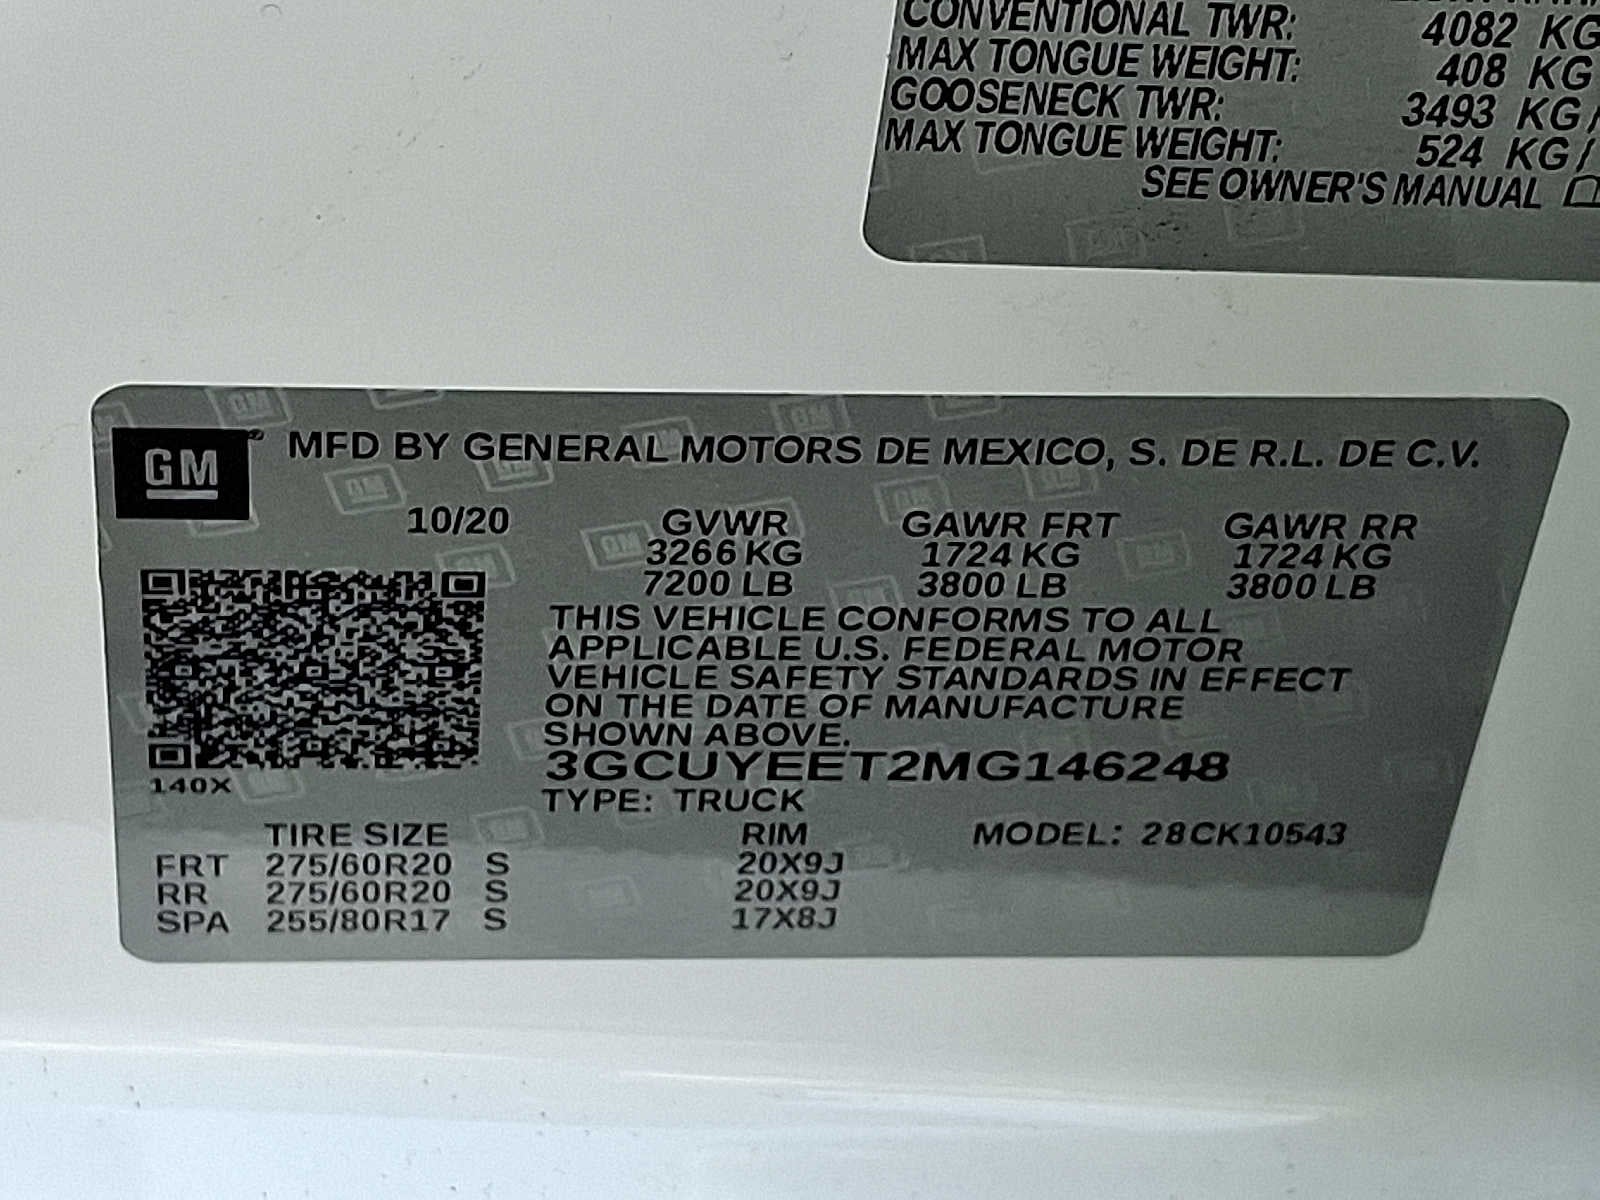 CONVENTIONAL TWR: 4082 KG
MAX TONGUE WEIGHT: 408 KG
GOOSENECK TWR: 3493 KG/
MAX TONGUE WEIGHT: 524 KG/
SEE OWNER'S MANUAL
GM MFD BY GENERAL MOTORS DE MEXICO, S. DE R.L. DE C.V.
10/20 GVWR GAWR FRT GAWR RR
3266 KG 1724 KG 1724 KG
7200 LB 3800 LB 3800 LB
THIS VEHICLE CONFORMS TO ALL
APPLICABLE U.S. FEDERAL MOTOR
VEHICLE SAFETY STANDARDS IN EFFECT
ON THE DATE OF MANUFACTURE
SHOWN ABOVE.
3GCUYEET2MG146248
140X
TYPE: TRUCK
TIRE SIZE RIM MODEL: 28CK10543
FRT 275/60R20 S 20X9J
RR 275/60R20 S 20X9J
SPA 255/80R17 S 17X8J